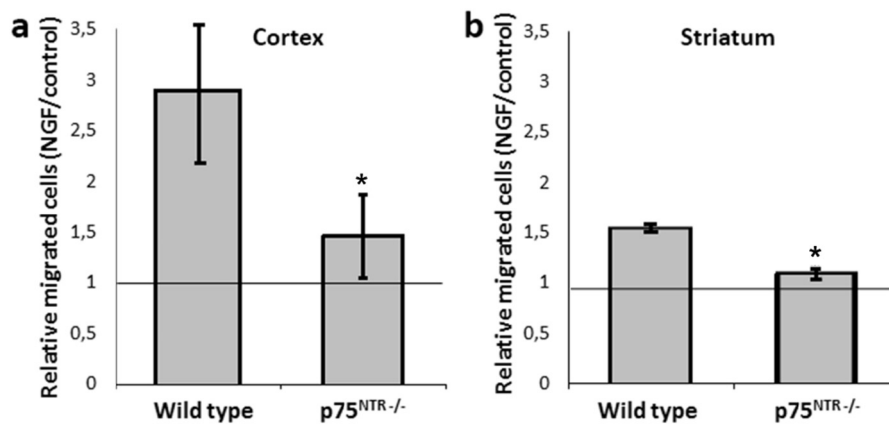 a
Cortex
Relative migrated cells (NGF/control)
3,5
3
2,5
2
1,5
1
0,5
0
*
Wild type
p75NTR-/-
b
Striatum
Relative migrated cells (NGF/control)
3,5
3
2,5
2
1,5
1
0,5
0
*
Wild type
p75NTR-/-